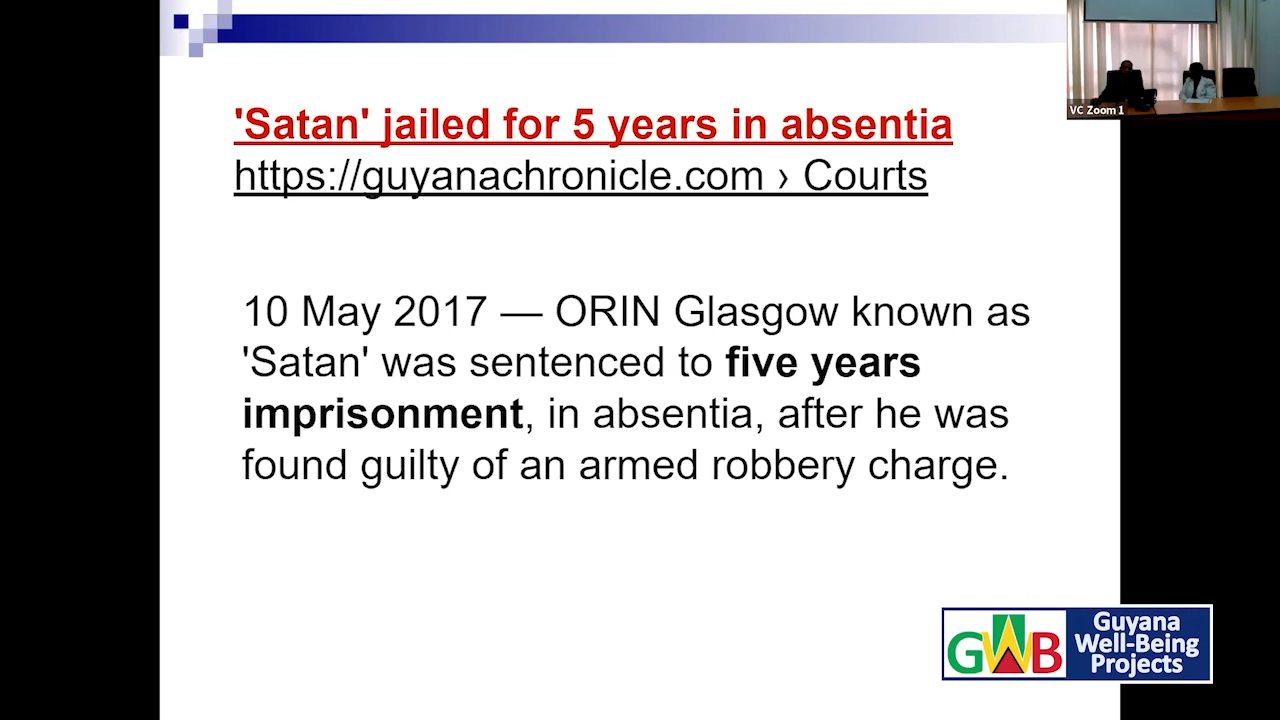 'Satan' jailed for 5 years in absentia
https://guyanachronicle.com › Courts
10 May 2017 — ORIN Glasgow known as
'Satan' was sentenced to five years
imprisonment, in absentia, after he was
found guilty of an armed robbery charge.
VC Zoom 1
GWB
Guyana
Well-Being
Projects